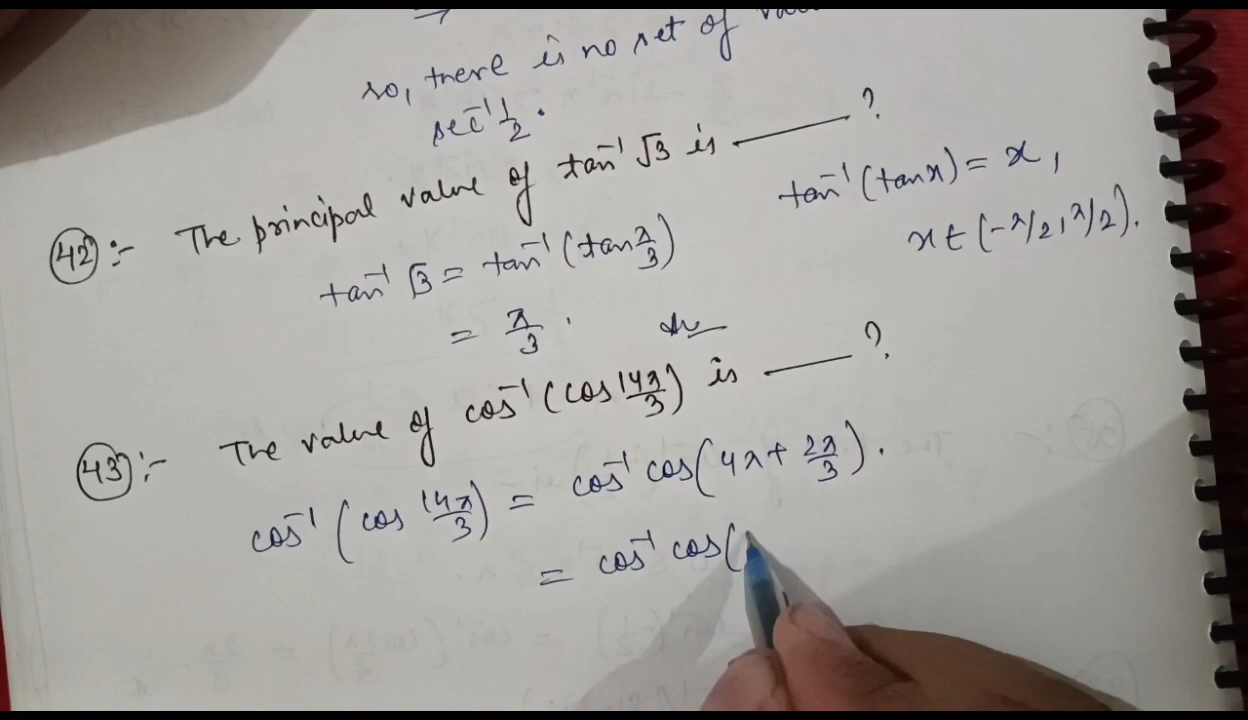 so, there is no set of
sec⁻¹ 1/2.
42 :- The principal value of tan⁻¹ √3 is ——— ?
tan⁻¹ √3 = tan⁻¹ (tan π/3)
tan⁻¹ (tan x) = x,
x ∈ (-π/2, π/2).
= π/3 .
43 :- The value of cos⁻¹ (cos 14π/3) is ——— ?
cos⁻¹ (cos 14π/3) = cos⁻¹ cos(4π + 2π/3).
= cos⁻¹ cos(